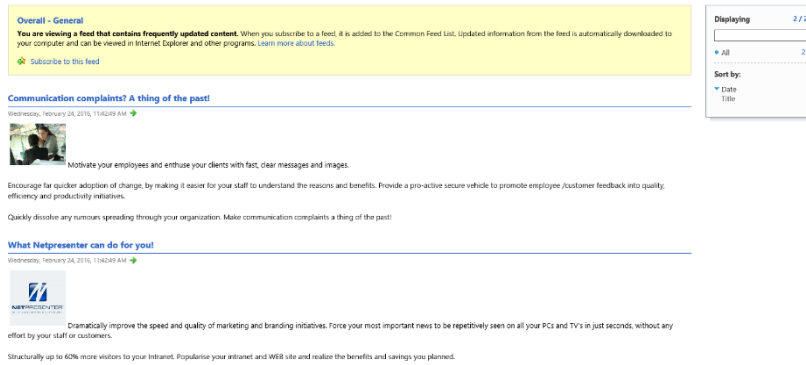 Overall - General
You are viewing a feed that contains frequently updated content. When you subscribe to a feed, it is added to the Common Feed List. Updated information from the feed is automatically downloaded to
your computer and can be viewed in Internet Explorer and other programs. Learn more about feeds.
Subscribe to this feed
Communication complaints? A thing of the past!
Wednesday, February 24, 2016, 11:42:49 AM
Motivate your employees and enthuse your clients with fast, clear messages and images.
Encourage far quicker adoption of change, by making it easier for your staff to understand the reasons and benefits. Provide a pro-active secure vehicle to promote employee /customer feedback into quality,
efficiency and productivity initiatives.
Quickly dissolve any rumours spreading through your organization. Make communication complaints a thing of the past!
What Netpresenter can do for you!
Wednesday, February 24, 2016, 11:42:49 AM
NETPRESENTER
Dramatically improve the speed and quality of marketing and branding initiatives. Force your most important news to be repetitively seen on all your PCs and TV's in just seconds, without any
effort by your staff or customers.
Structurally up to 60% more visitors to your Intranet. Popularise your intranet and WEB site and realize the benefits and savings you planned.
Displaying 2 / 2
All 2
Sort by:
Date
Title